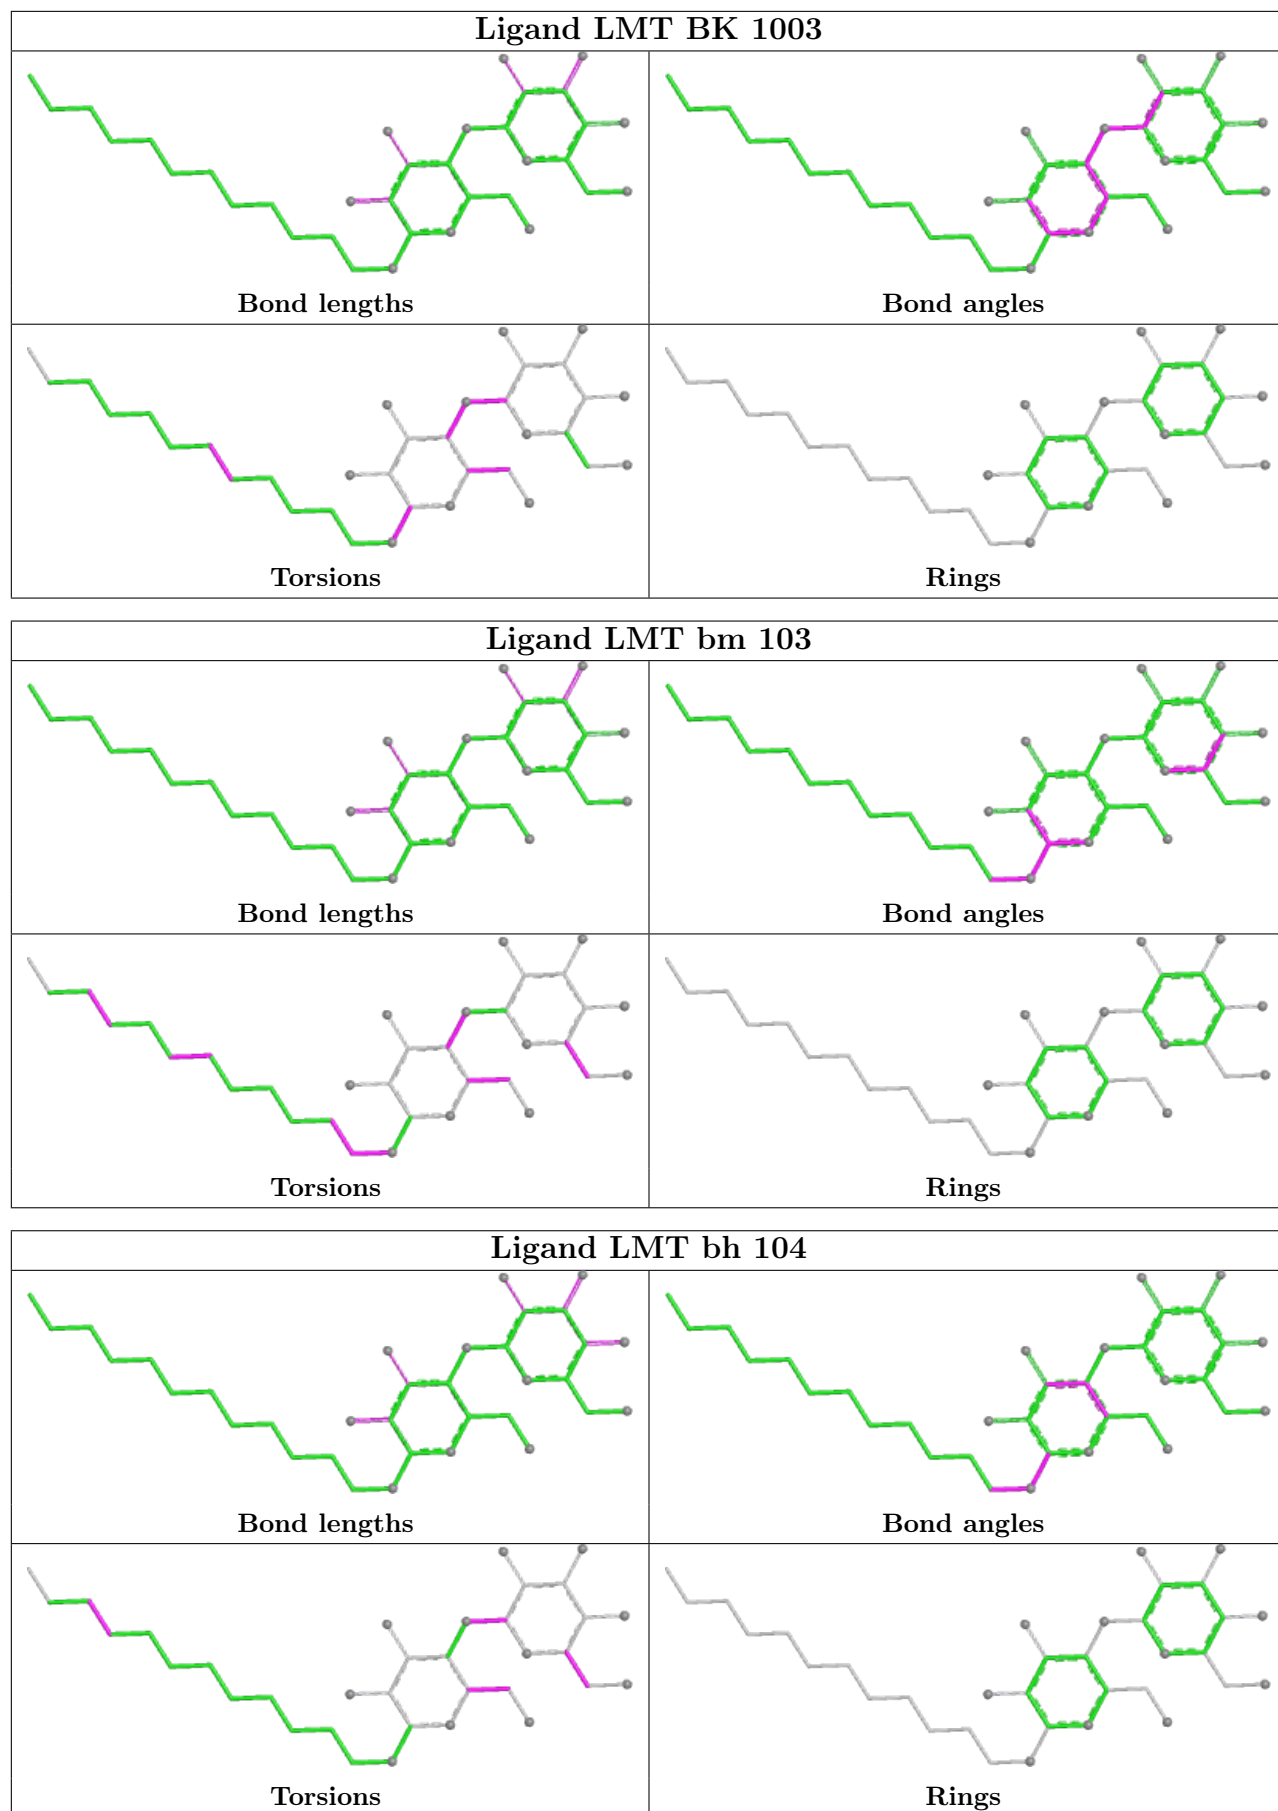 Ligand LMT BK 1003
Bond lengths
Bond angles
Torsions
Rings
Ligand LMT bm 103
Bond lengths
Bond angles
Torsions
Rings
Ligand LMT bh 104
Bond lengths
Bond angles
Torsions
Rings